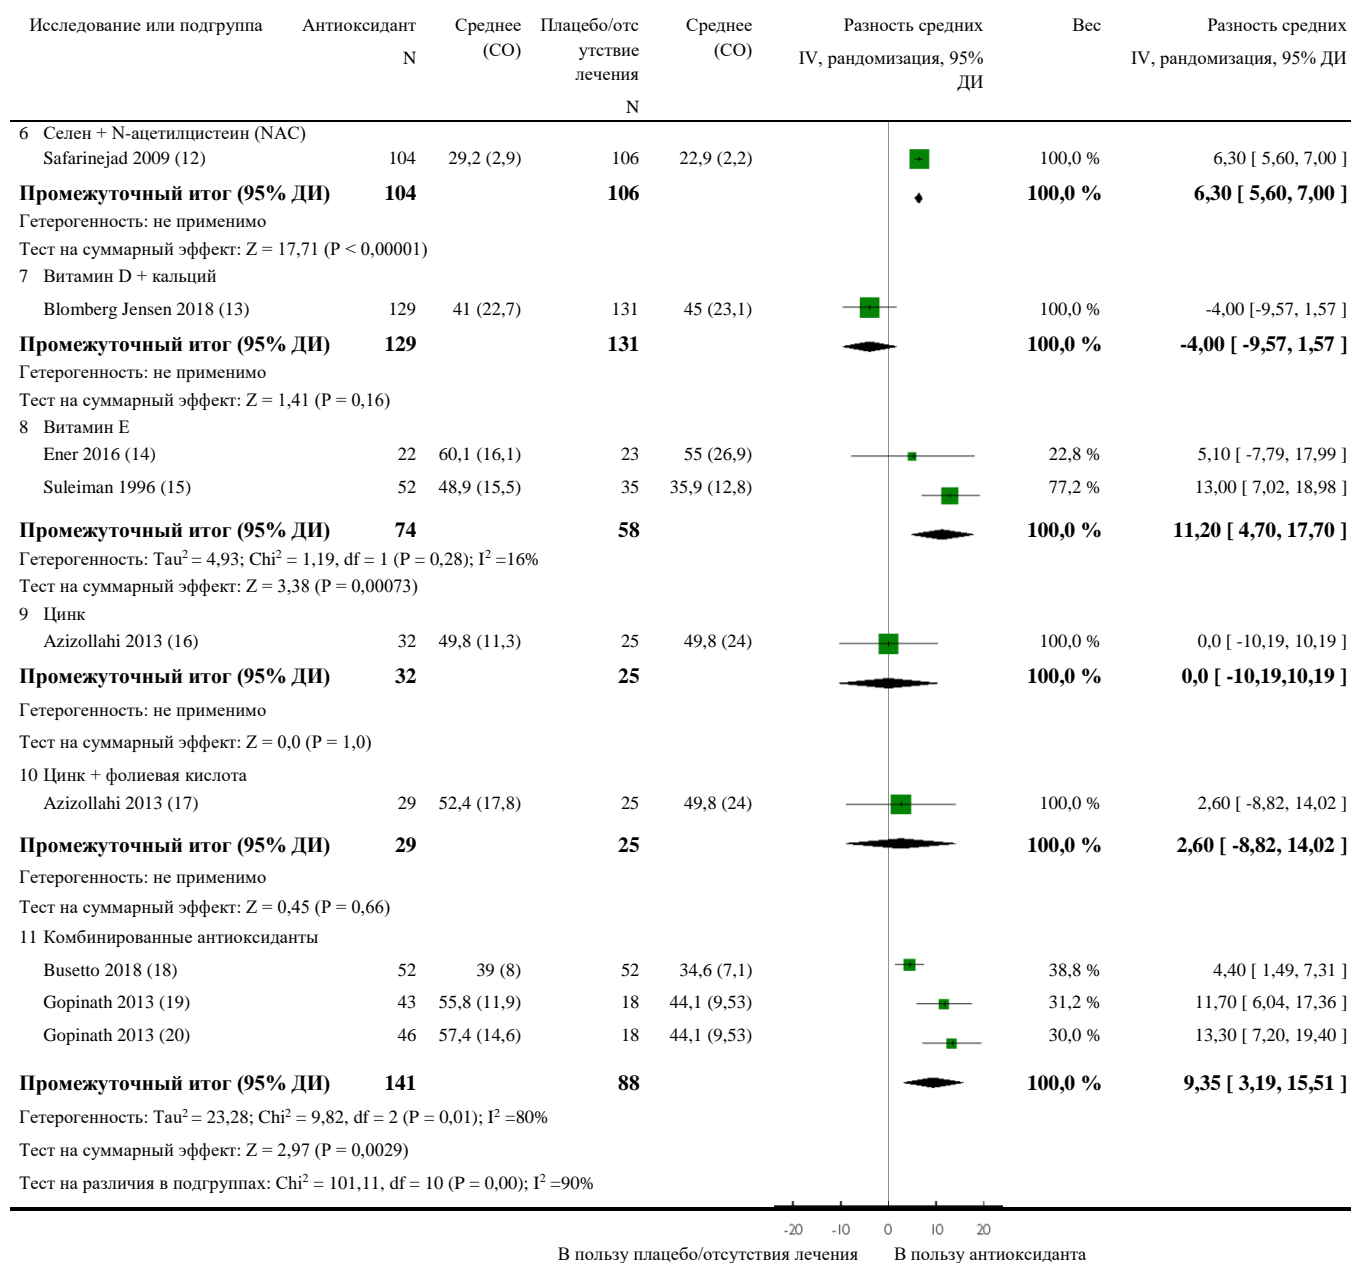 Исследование или подгруппа Антиоксидант Среднее Плацебо/отс Среднее Разность средних Вес Разность средних
N (СО) утствие (СО) IV, рандомизация, 95% IV, рандомизация, 95% ДИ
лечения ДИ
N
6 Селен + N-ацетилцистеин (NAC)
Safarinejad 2009 (12) 104 29,2 (2,9) 106 22,9 (2,2) 100,0 % 6,30 [ 5,60, 7,00 ]
Промежуточный итог (95% ДИ) 104 106 100,0 % 6,30 [ 5,60, 7,00 ]
Гетерогенность: не применимо
Тест на суммарный эффект: Z = 17,71 (P < 0,00001)
7 Витамин D + кальций
Blomberg Jensen 2018 (13) 129 41 (22,7) 131 45 (23,1) 100,0 % -4,00 [-9,57, 1,57 ]
Промежуточный итог (95% ДИ) 129 131 100,0 % -4,00 [ -9,57, 1,57 ]
Гетерогенность: не применимо
Тест на суммарный эффект: Z = 1,41 (P = 0,16)
8 Витамин E
Ener 2016 (14) 22 60,1 (16,1) 23 55 (26,9) 22,8 % 5,10 [ -7,79, 17,99 ]
Suleiman 1996 (15) 52 48,9 (15,5) 35 35,9 (12,8) 77,2 % 13,00 [ 7,02, 18,98 ]
Промежуточный итог (95% ДИ) 74 58 100,0 % 11,20 [ 4,70, 17,70 ]
Гетерогенность: Tau² = 4,93; Chi² = 1,19, df = 1 (P = 0,28); I² =16%
Тест на суммарный эффект: Z = 3,38 (P = 0,00073)
9 Цинк
Azizollahi 2013 (16) 32 49,8 (11,3) 25 49,8 (24) 100,0 % 0,0 [ -10,19, 10,19 ]
Промежуточный итог (95% ДИ) 32 25 100,0 % 0,0 [ -10,19,10,19 ]
Гетерогенность: не применимо
Тест на суммарный эффект: Z = 0,0 (P = 1,0)
10 Цинк + фолиевая кислота
Azizollahi 2013 (17) 29 52,4 (17,8) 25 49,8 (24) 100,0 % 2,60 [ -8,82, 14,02 ]
Промежуточный итог (95% ДИ) 29 25 100,0 % 2,60 [ -8,82, 14,02 ]
Гетерогенность: не применимо
Тест на суммарный эффект: Z = 0,45 (P = 0,66)
11 Комбинированные антиоксиданты
Busetto 2018 (18) 52 39 (8) 52 34,6 (7,1) 38,8 % 4,40 [ 1,49, 7,31 ]
Gopinath 2013 (19) 43 55,8 (11,9) 18 44,1 (9,53) 31,2 % 11,70 [ 6,04, 17,36 ]
Gopinath 2013 (20) 46 57,4 (14,6) 18 44,1 (9,53) 30,0 % 13,30 [ 7,20, 19,40 ]
Промежуточный итог (95% ДИ) 141 88 100,0 % 9,35 [ 3,19, 15,51 ]
Гетерогенность: Tau² = 23,28; Chi² = 9,82, df = 2 (P = 0,01); I² =80%
Тест на суммарный эффект: Z = 2,97 (P = 0,0029)
Тест на различия в подгруппах: Chi² = 101,11, df = 10 (P = 0,00); I² =90%
-20 -10 0 10 20
В пользу плацебо/отсутствия лечения В пользу антиоксиданта